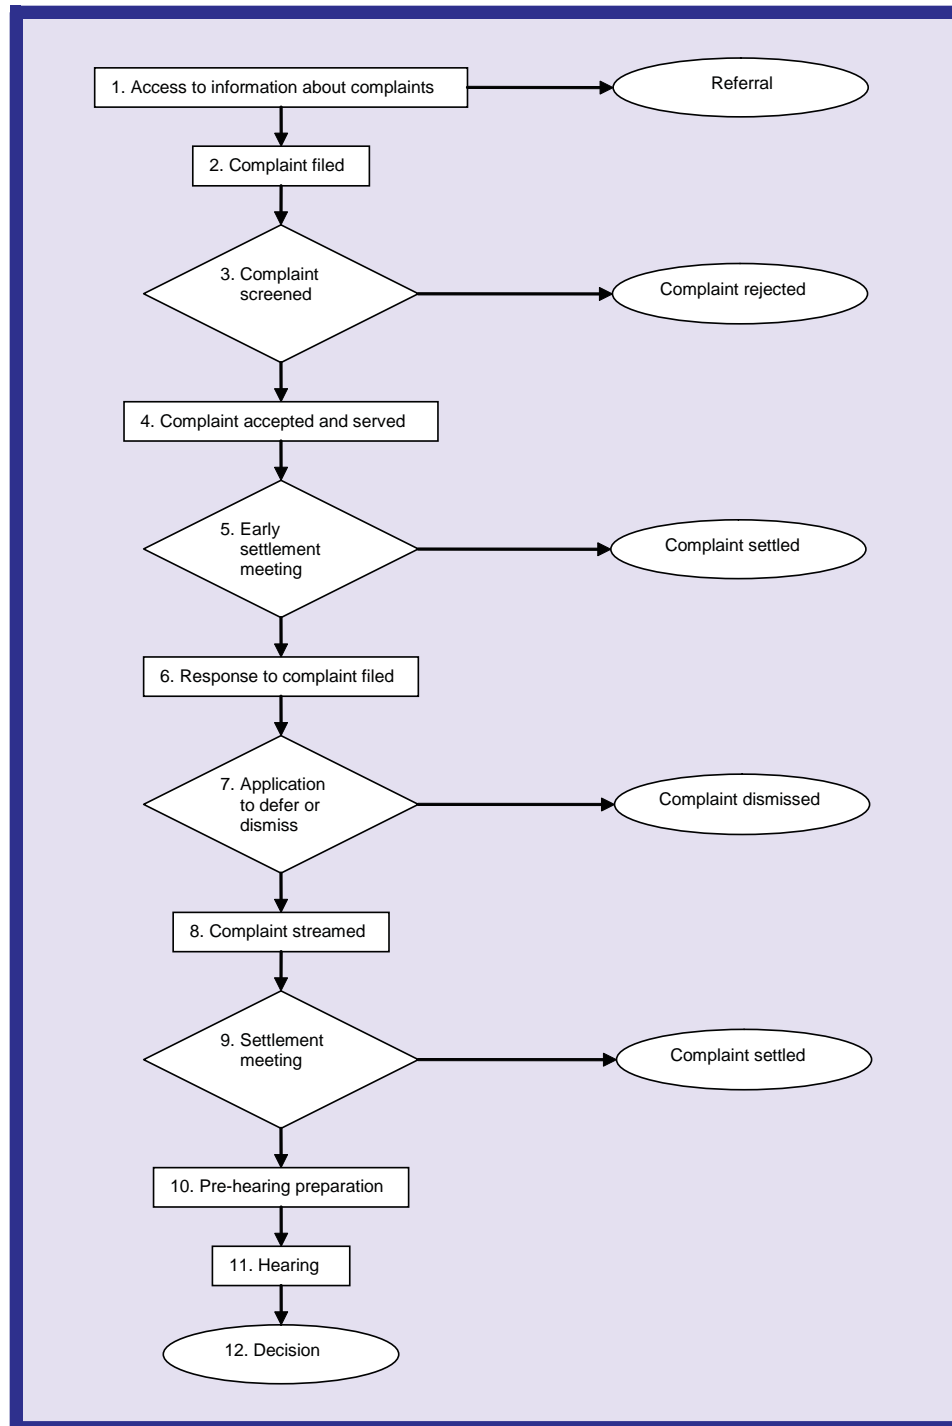 1. Access to information about complaints
Referral
2. Complaint filed
3. Complaint
screened
Complaint rejected
4. Complaint accepted and served
5. Early
settlement
meeting
Complaint settled
6. Response to complaint filed
7. Application
to defer or
dismiss
Complaint dismissed
8. Complaint streamed
9. Settlement
meeting
Complaint settled
10. Pre-hearing preparation
11. Hearing
12. Decision